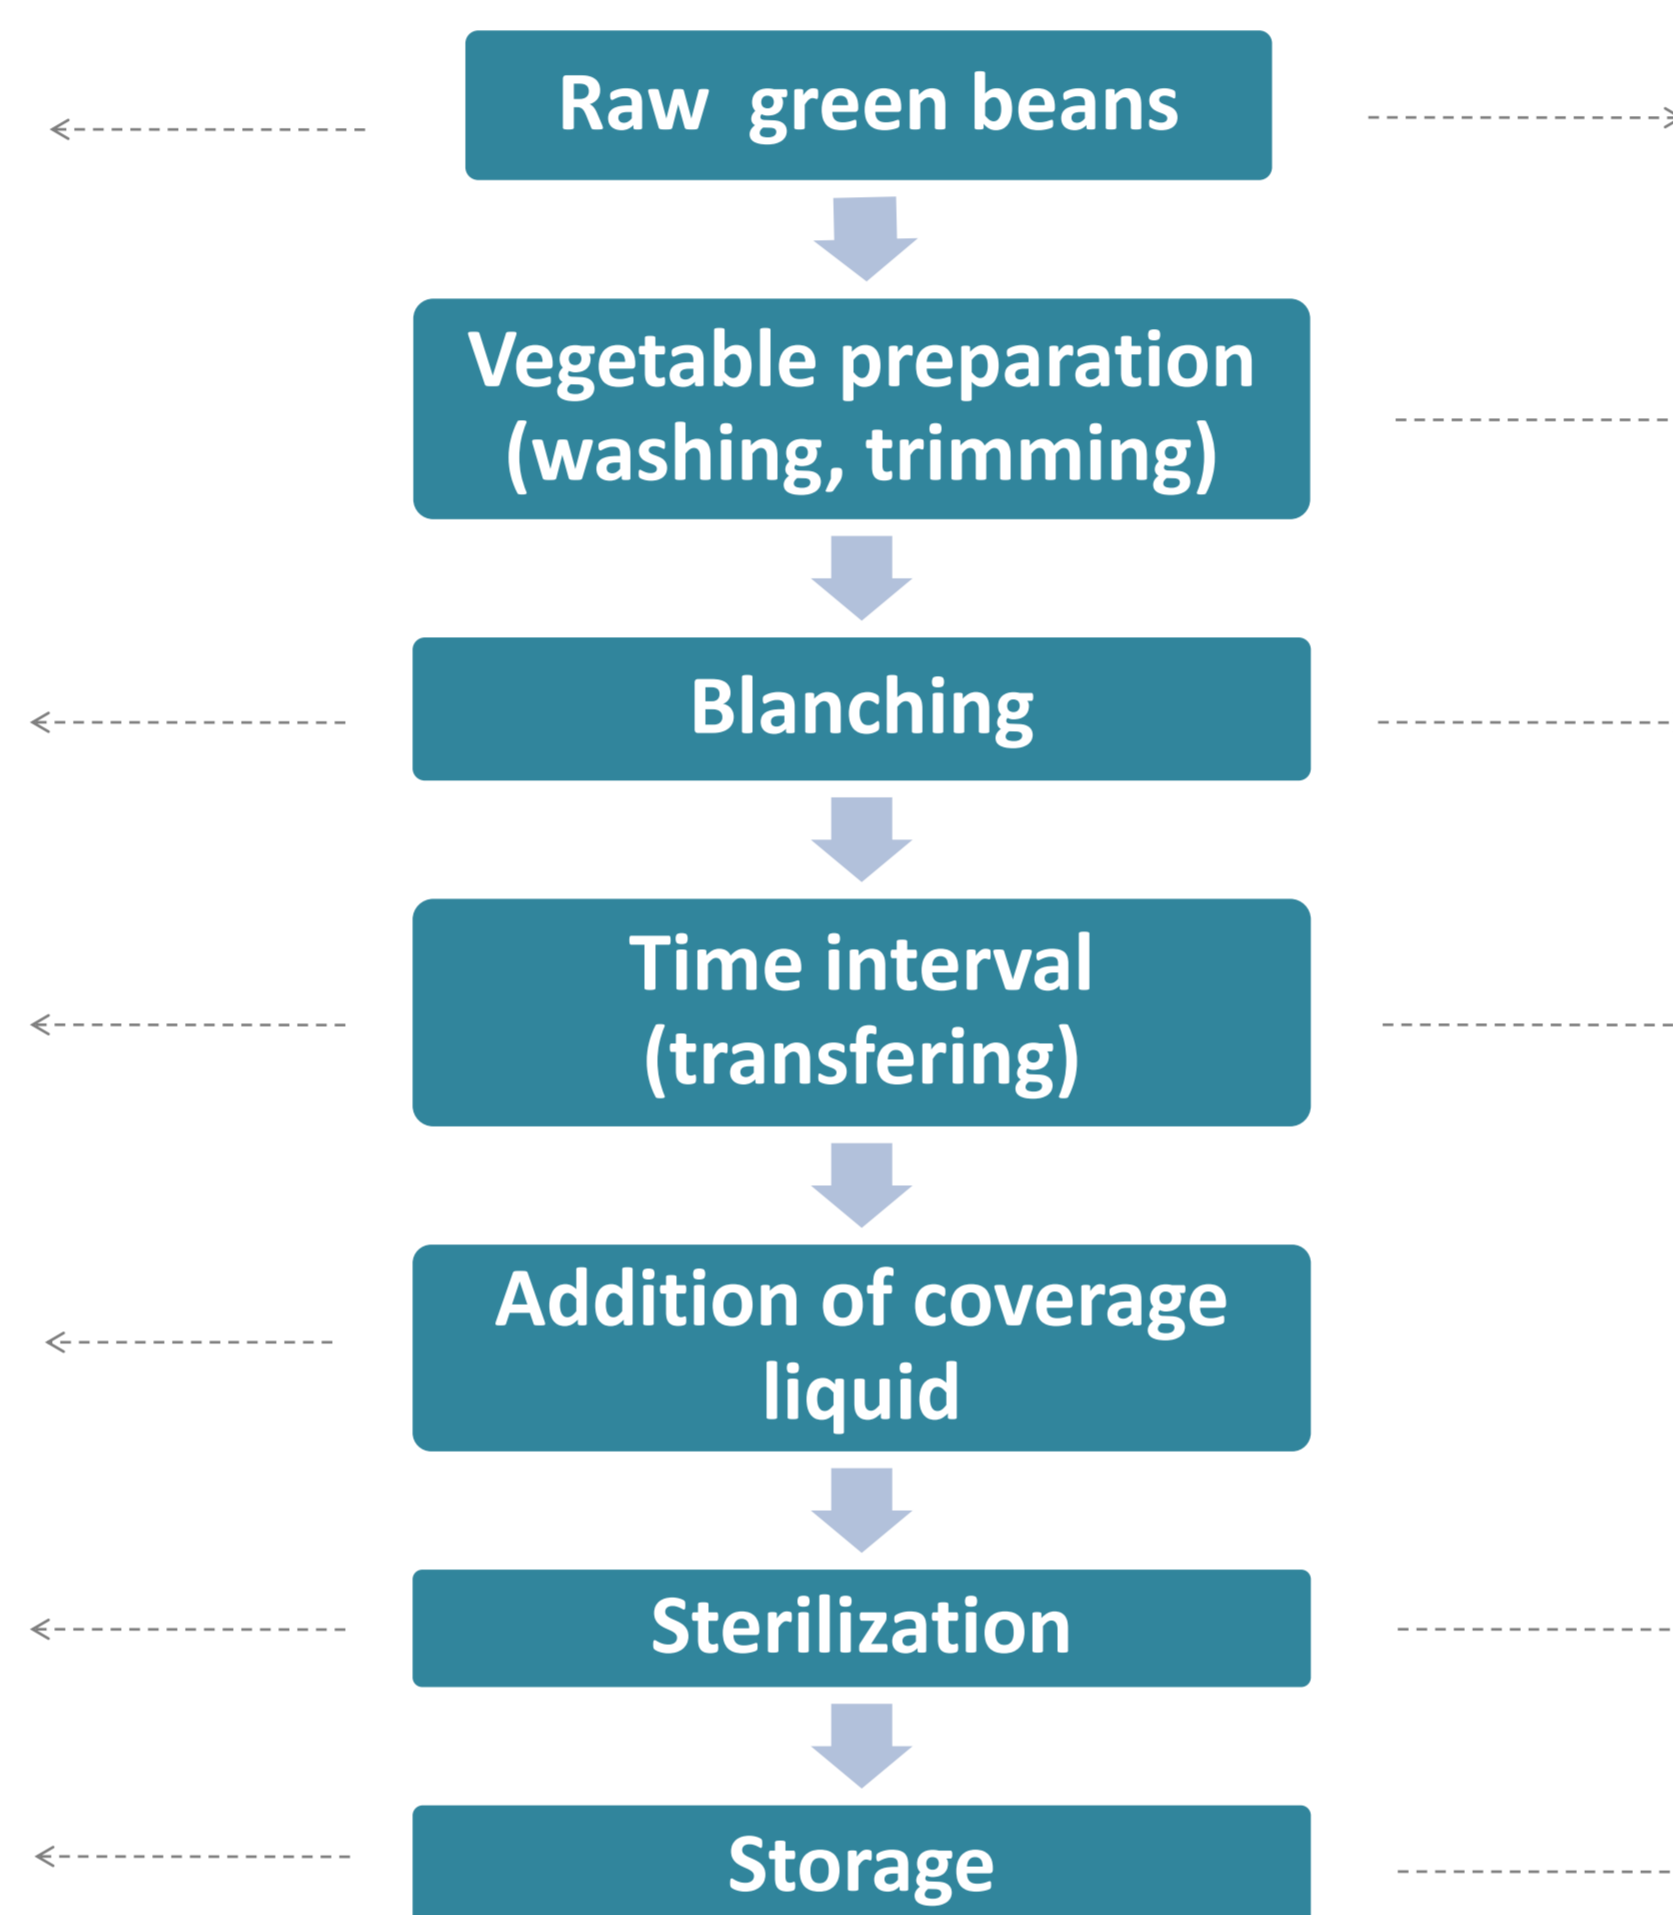 Raw green beans
Vegetable preparation
(washing, trimming)
Blanching
Time interval
(transfering)
Addition of coverage
liquid
Sterilization
Storage